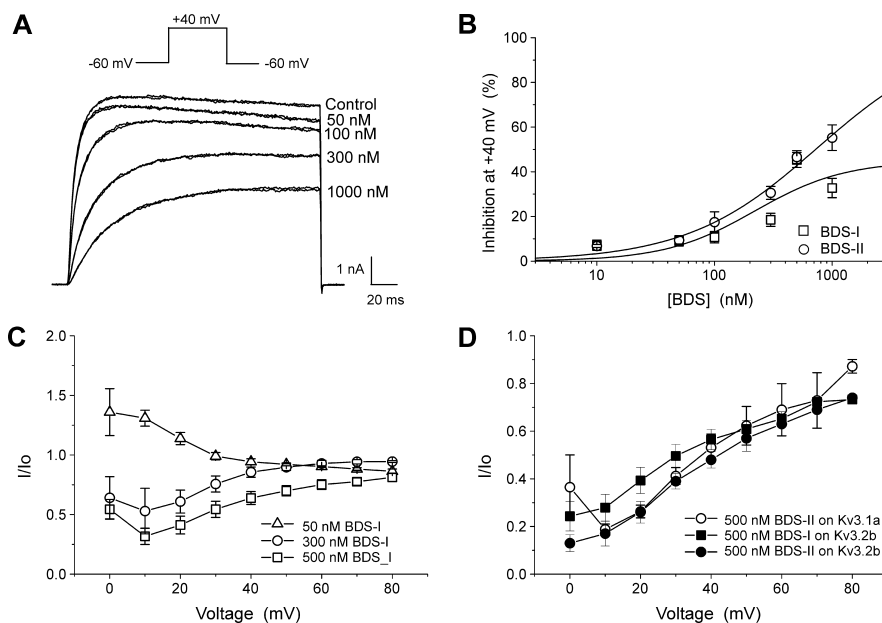 A
+40 mV
-60 mV
-60 mV
Control
50 nM
100 nM
300 nM
1000 nM
1 nA
20 ms
B
100
80
60
40
20
0
Inhibition at +40 mV (%)
10
100
1000
[BDS] (nM)
BDS-I
BDS-II
C
2.0
1.5
1.0
0.5
0.0
I/Io
0
20
40
60
80
Voltage (mV)
50 nM BDS-I
300 nM BDS-I
500 nM BDS_I
D
1.0
0.8
0.6
0.4
0.2
0.0
I/Io
0
20
40
60
80
Voltage (mV)
500 nM BDS-II on Kv3.1a
500 nM BDS-I on Kv3.2b
500 nM BDS-II on Kv3.2b